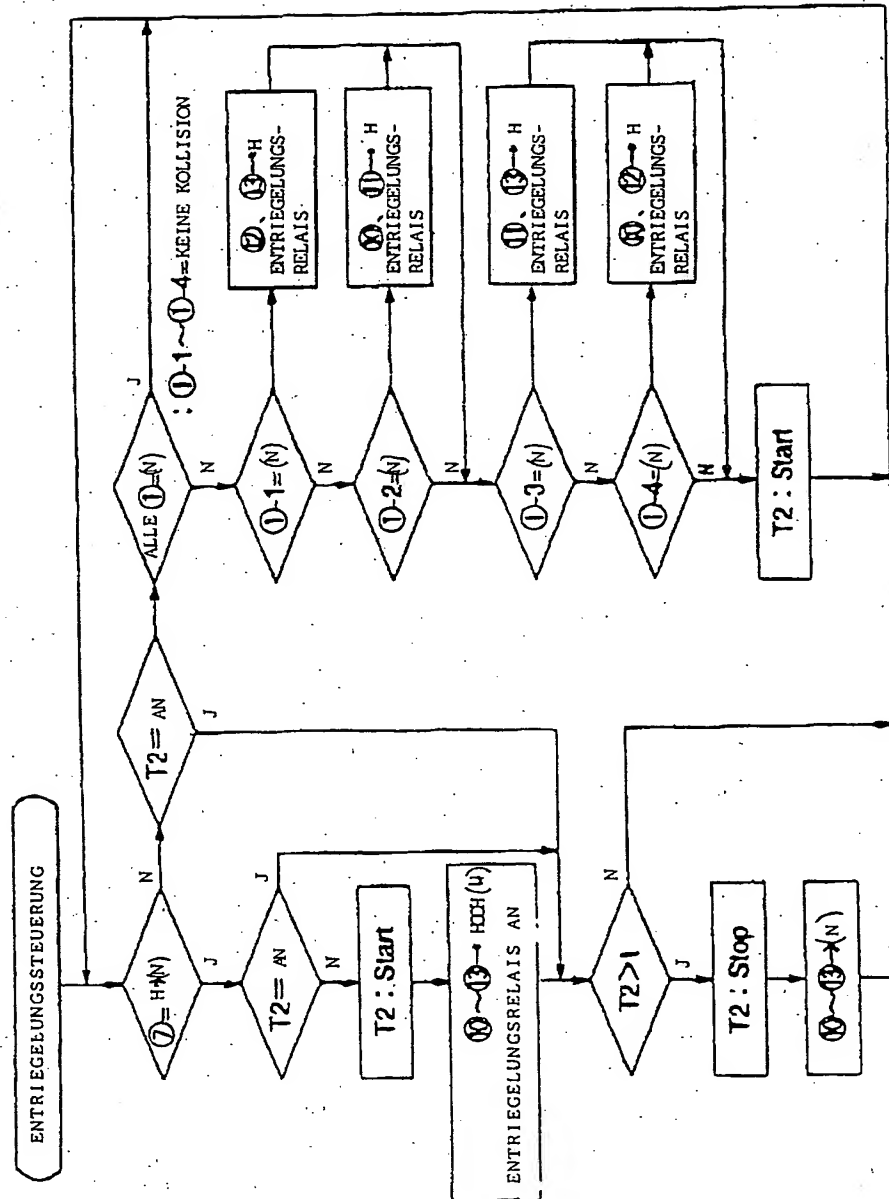 ENTRIEGELUNGSSTEUERUNG
⑦=H→(N)
N
J
T2== AN
J
N
T2 : Start
⑩~⑬→ HOCH(H)
ENTRIEGELUNGSRELAIS AN
T2>1
N
J
T2 : Stop
⑩~⑬→(N)
T2== AN
J
ALLE ①=(N)
J
N
: ①-1~①-4=KEINE KOLLISION
①-1=(N)
N
⑫、⑬→H
ENTRIEGELUNGS-
RELAIS
①-2=(N)
N
⑩、⑪→H
ENTRIEGELUNGS-
RELAIS
①-3=(N)
N
⑪、⑬→H
ENTRIEGELUNGS-
RELAIS
①-4=(N)
N
⑩、⑫→H
ENTRIEGELUNGS-
RELAIS
T2 : Start